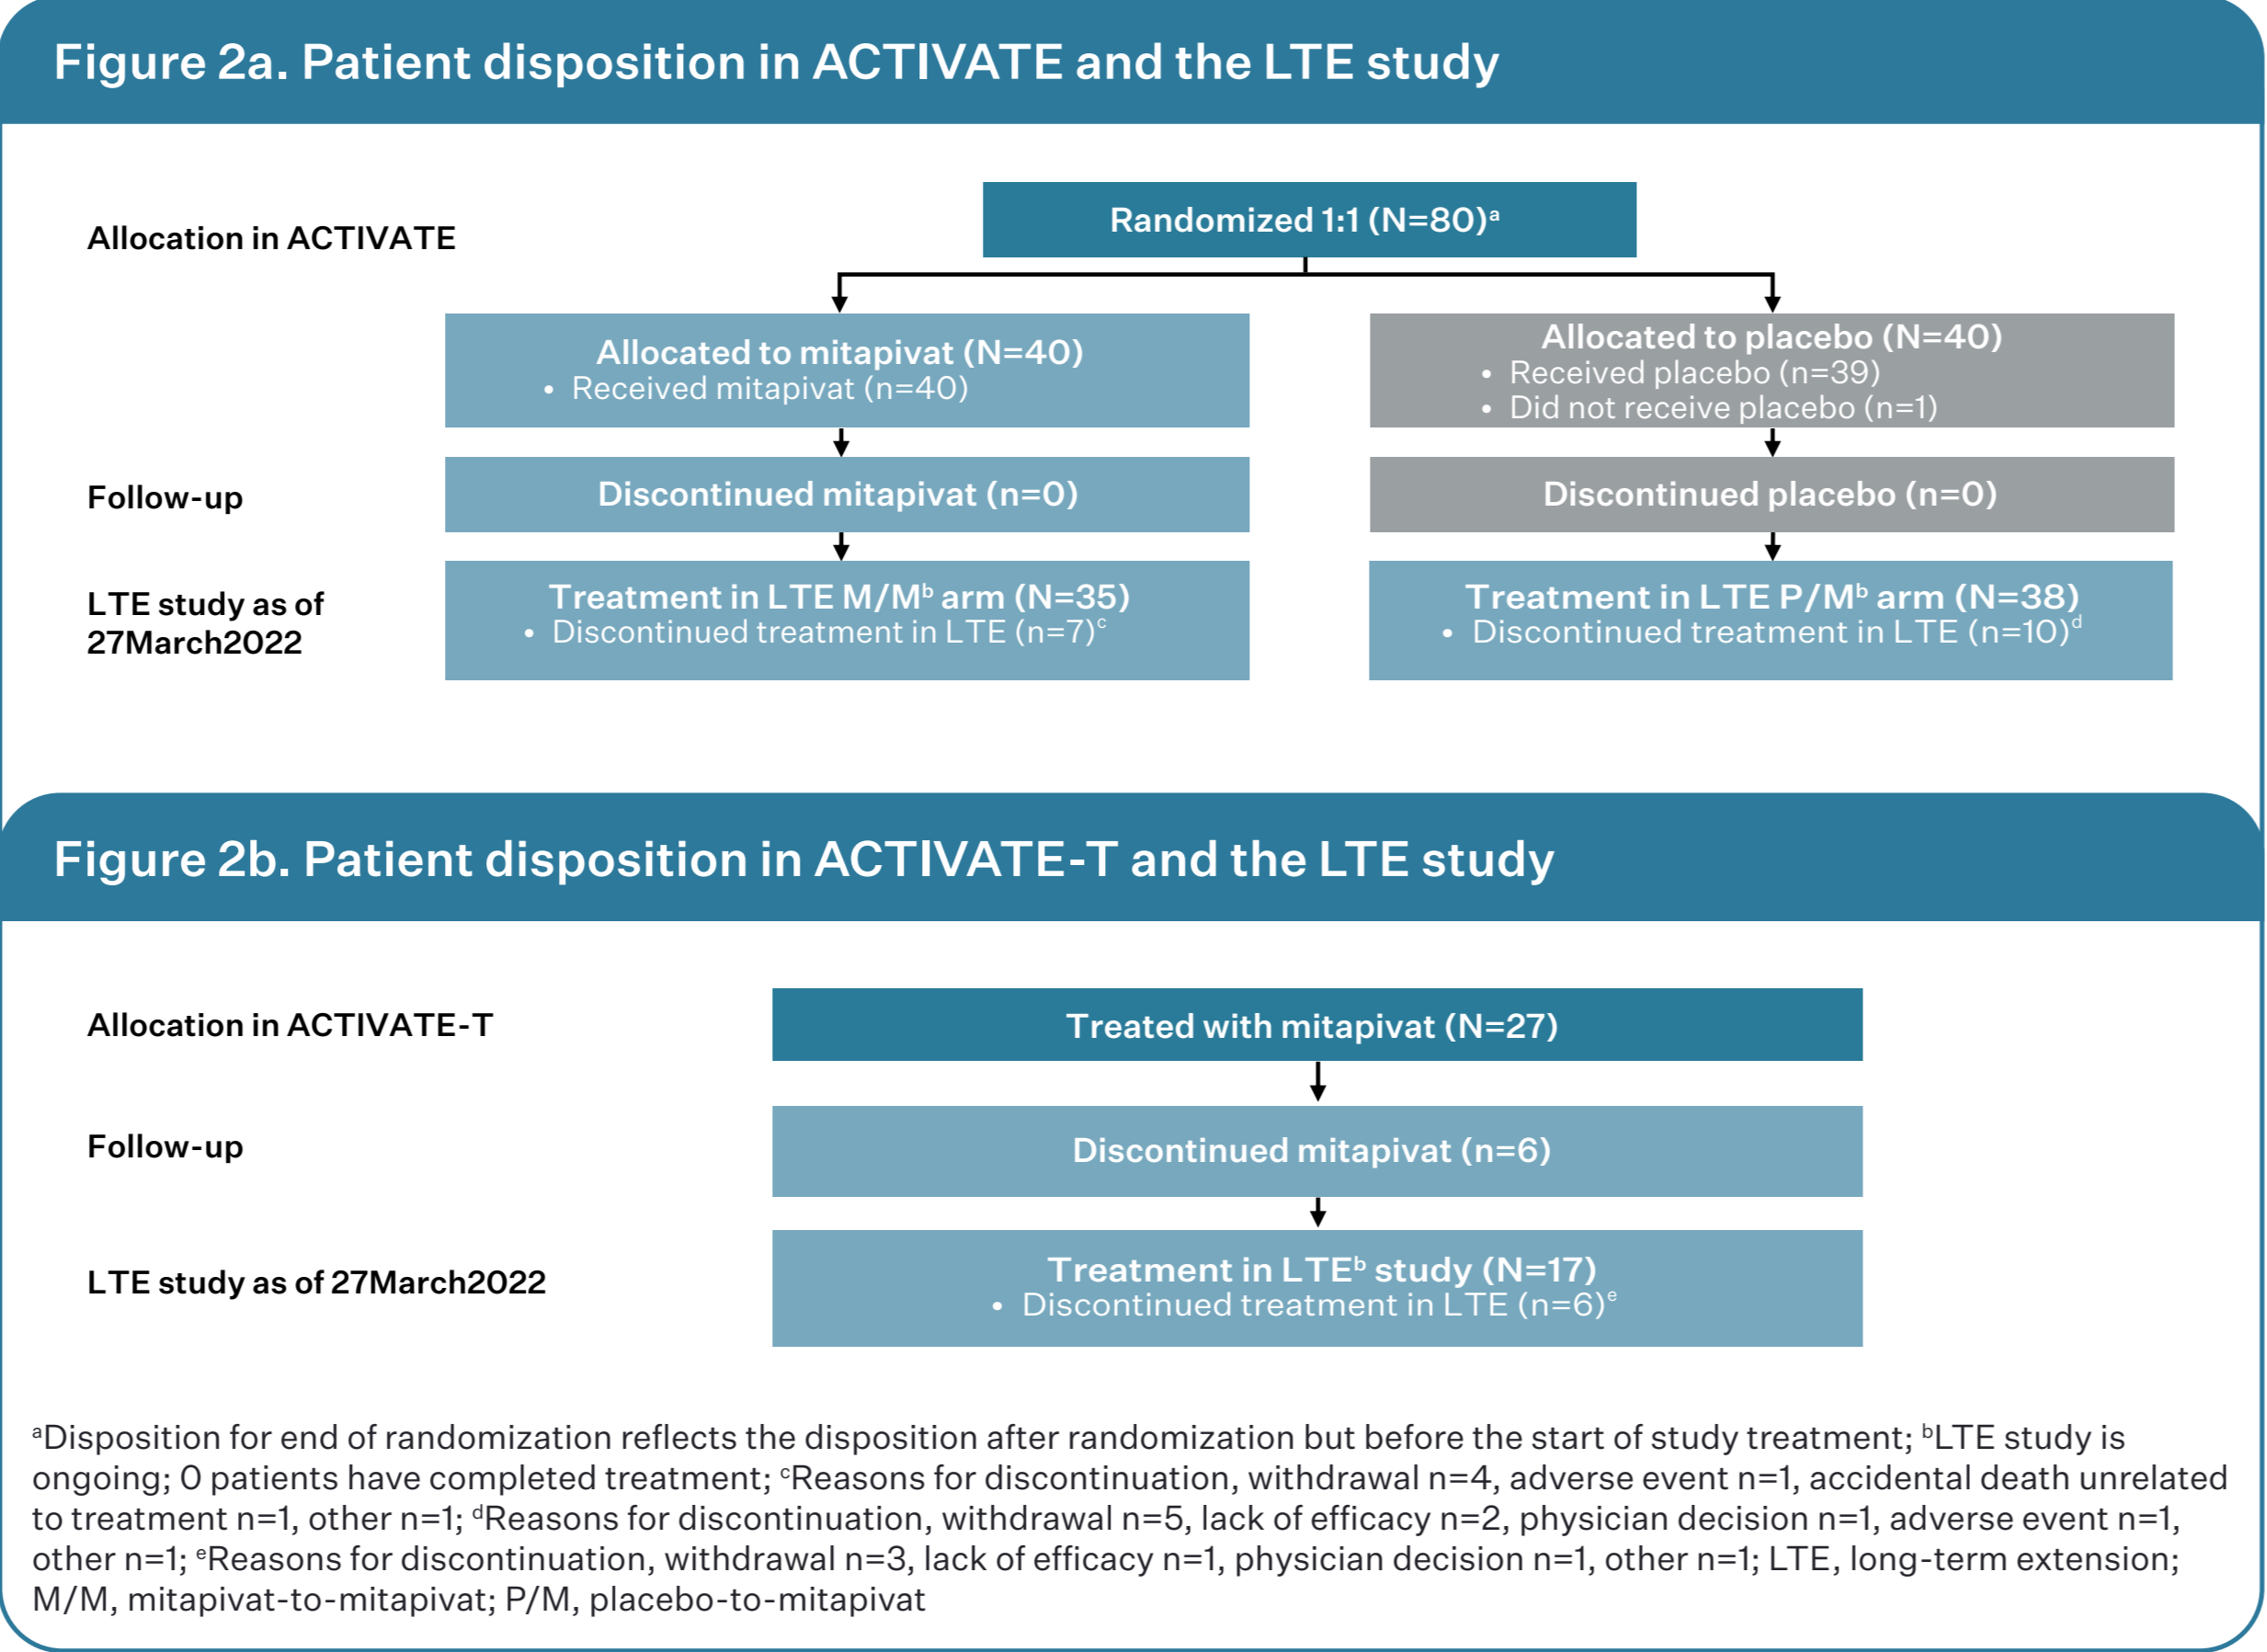 Figure 2a. Patient disposition in ACTIVATE and the LTE study
Allocation in ACTIVATE
Randomized 1:1 (N=80)ᵃ
Allocated to mitapivat (N=40)
• Received mitapivat (n=40)
Allocated to placebo (N=40)
• Received placebo (n=39)
• Did not receive placebo (n=1)
Follow-up
Discontinued mitapivat (n=0)
Discontinued placebo (n=0)
LTE study as of
27March2022
Treatment in LTE M/Mᵇ arm (N=35)
• Discontinued treatment in LTE (n=7)ᶜ
Treatment in LTE P/Mᵇ arm (N=38)
• Discontinued treatment in LTE (n=10)ᵈ
Figure 2b. Patient disposition in ACTIVATE-T and the LTE study
Allocation in ACTIVATE-T
Treated with mitapivat (N=27)
Follow-up
Discontinued mitapivat (n=6)
LTE study as of 27March2022
Treatment in LTEᵇ study (N=17)
• Discontinued treatment in LTE (n=6)ᵉ
ᵃDisposition for end of randomization reflects the disposition after randomization but before the start of study treatment; ᵇLTE study is
ongoing; 0 patients have completed treatment; ᶜReasons for discontinuation, withdrawal n=4, adverse event n=1, accidental death unrelated
to treatment n=1, other n=1; ᵈReasons for discontinuation, withdrawal n=5, lack of efficacy n=2, physician decision n=1, adverse event n=1,
other n=1; ᵉReasons for discontinuation, withdrawal n=3, lack of efficacy n=1, physician decision n=1, other n=1; LTE, long-term extension;
M/M, mitapivat-to-mitapivat; P/M, placebo-to-mitapivat